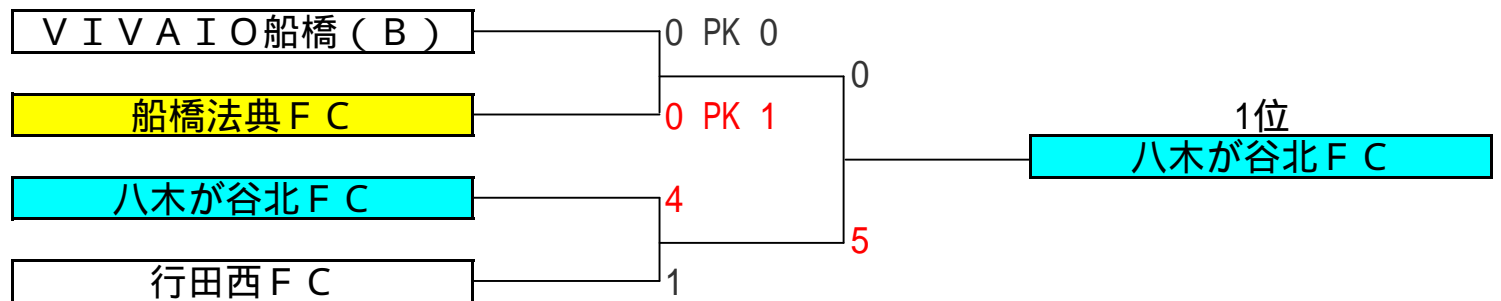 ＶＩＶＡＩＯ船橋(Ｂ)
0 PK 0
0
船橋法典ＦＣ
0 PK 1
1位
八木が谷北ＦＣ
八木が谷北ＦＣ
4
5
行田西ＦＣ
1